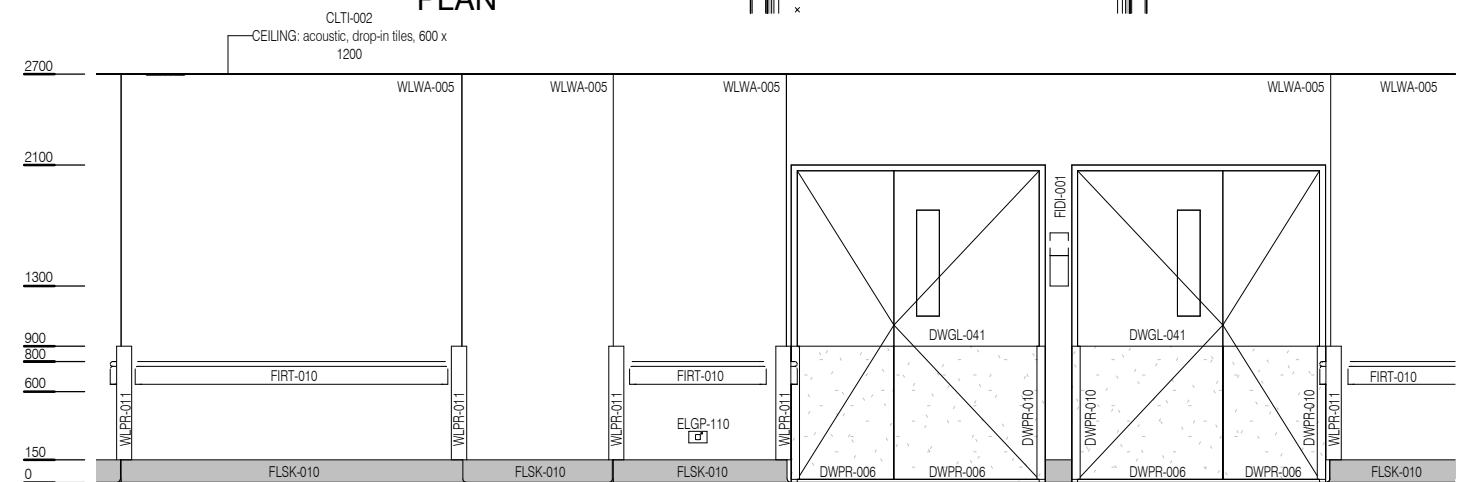 PLAN
CLTI-002
CEILING: acoustic, drop-in tiles, 600 x
1200
2700
WLWA-005 WLWA-005 WLWA-005 WLWA-005 WLWA-005
2100
FIDI-001
1300
900
DWGL-041 DWGL-041
800
FIRT-010 FIRT-010 FIRT-010
600
WLPR-011 WLPR-011 WLPR-011 WLPR-011 DWPR-010 DWPR-010 DWPR-010 WLPR-011
ELGP-110
150
FLSK-010 FLSK-010 FLSK-010 DWPR-006 DWPR-006 DWPR-006 DWPR-006 FLSK-010
0